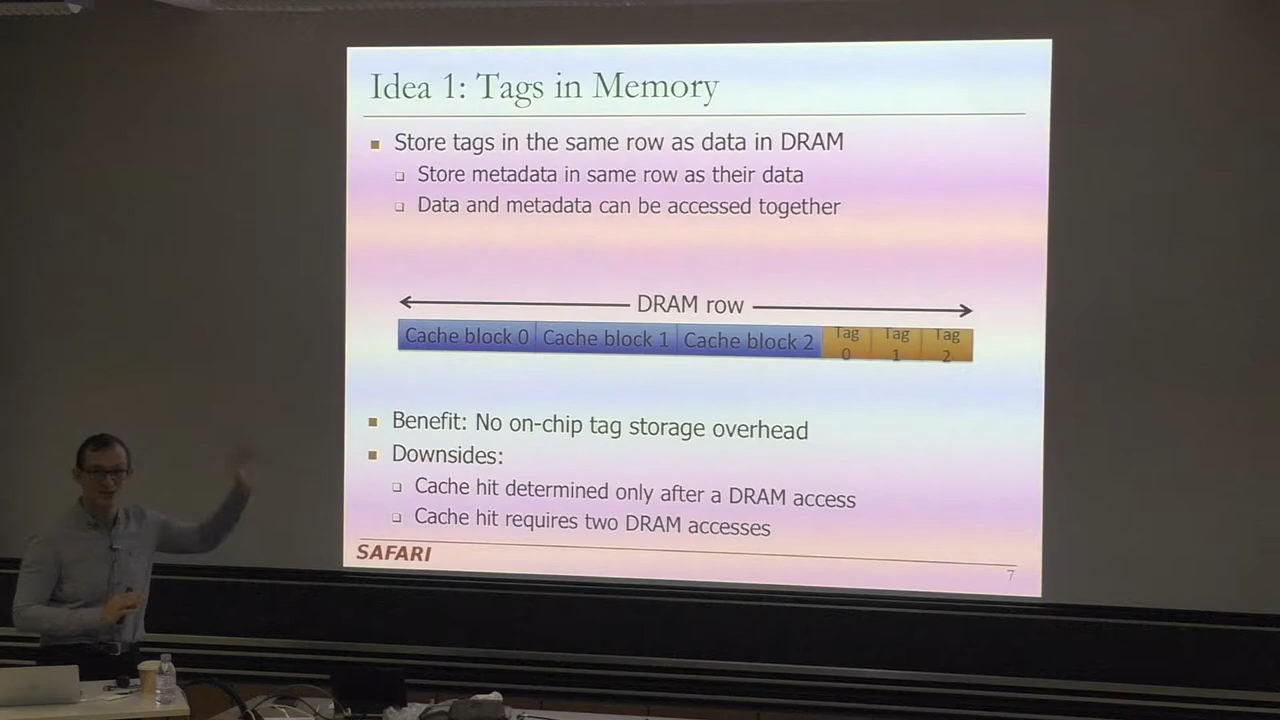 Idea 1: Tags in Memory
Store tags in the same row as data in DRAM
Store metadata in same row as their data
Data and metadata can be accessed together
DRAM row
Cache block 0 Cache block 1 Cache block 2 Tag 0 Tag 1 Tag 2
Benefit: No on-chip tag storage overhead
Downsides:
Cache hit determined only after a DRAM access
Cache hit requires two DRAM accesses
SAFARI
7